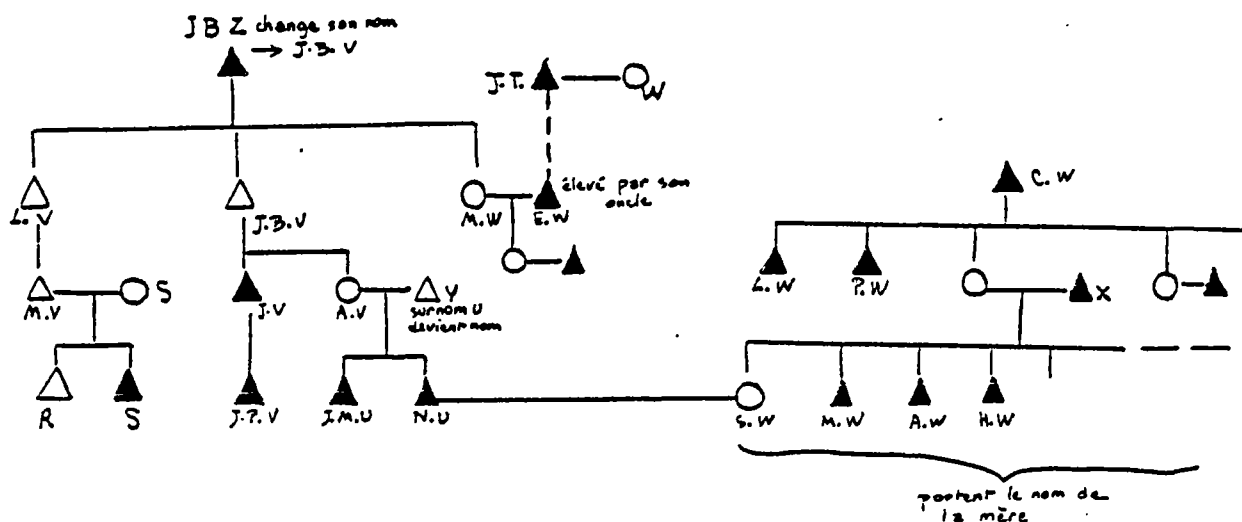 J B Z change son nom
→ J.B.V
J.T.
W
L.V
J.B.V
M.W
E.W
élevé par son
oncle
C.W
M.V
S
J.V
A.V
Y
surnom U
devient nom
L.W
P.W
X
R
S
J.P.V
J.M.U
N.U
S.W
M.W
A.W
H.W
portent le nom de
la mère